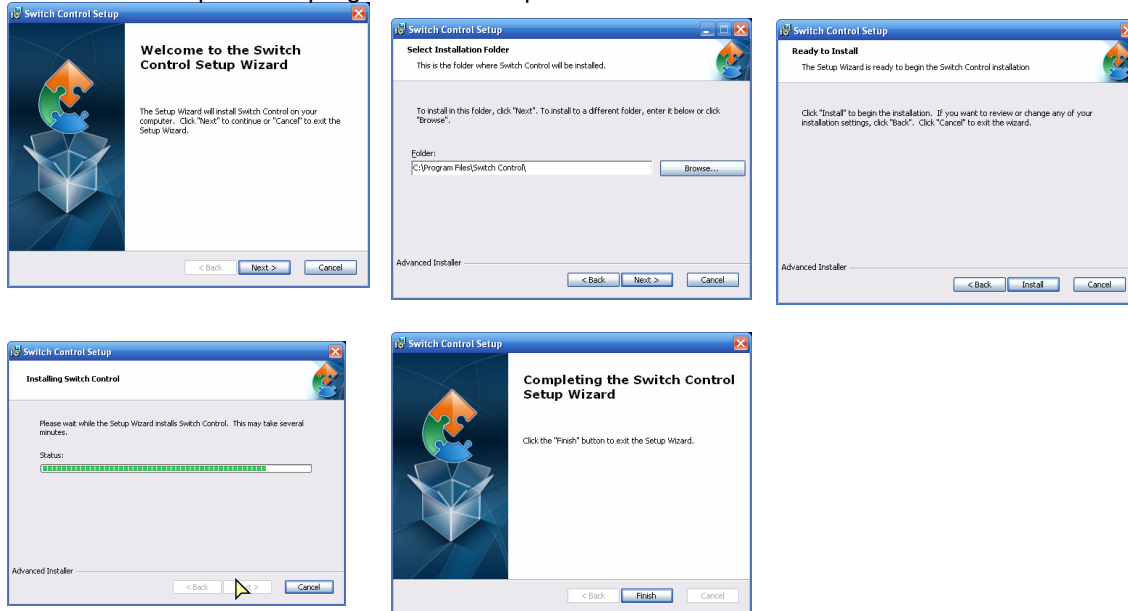 Switch Control Setup
Welcome to the Switch
Control Setup Wizard
The Setup Wizard will install Switch Control on your
computer. Click "Next" to continue or "Cancel" to exit the
Setup Wizard.
< Back Next > Cancel
Switch Control Setup
Select Installation Folder
This is the folder where Switch Control will be installed.
To install in this folder, click "Next". To install to a different folder, enter it below or click
"Browse".
Folder:
C:\Program Files\Switch Control\ Browse...
Advanced Installer
< Back Next > Cancel
Switch Control Setup
Ready to Install
The Setup Wizard is ready to begin the Switch Control installation
Click "Install" to begin the installation. If you want to review or change any of your
installation settings, click "Back". Click "Cancel" to exit the wizard.
Advanced Installer
< Back Install Cancel
Switch Control Setup
Installing Switch Control
Please wait while the Setup Wizard installs Switch Control. This may take several
minutes.
Status:
Advanced Installer
< Back > Cancel
Switch Control Setup
Completing the Switch Control
Setup Wizard
Click the "Finish" button to exit the Setup Wizard.
< Back Finish Cancel